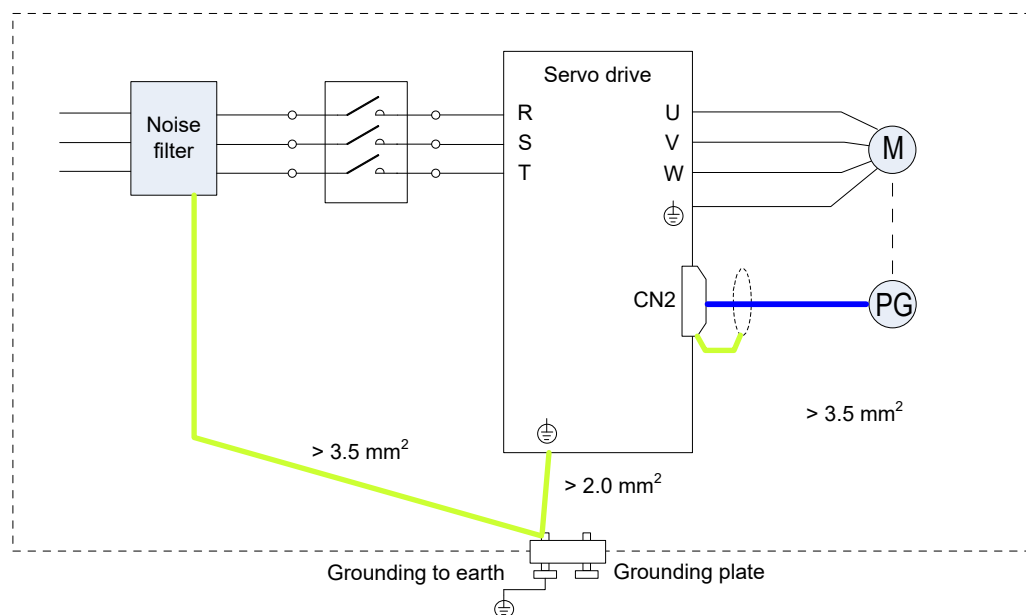 Servo drive
Noise
filter
R
S
T
U
V
W
M
CN2
PG
> 3.5 mm²
> 3.5 mm²
> 2.0 mm²
Grounding to earth
Grounding plate